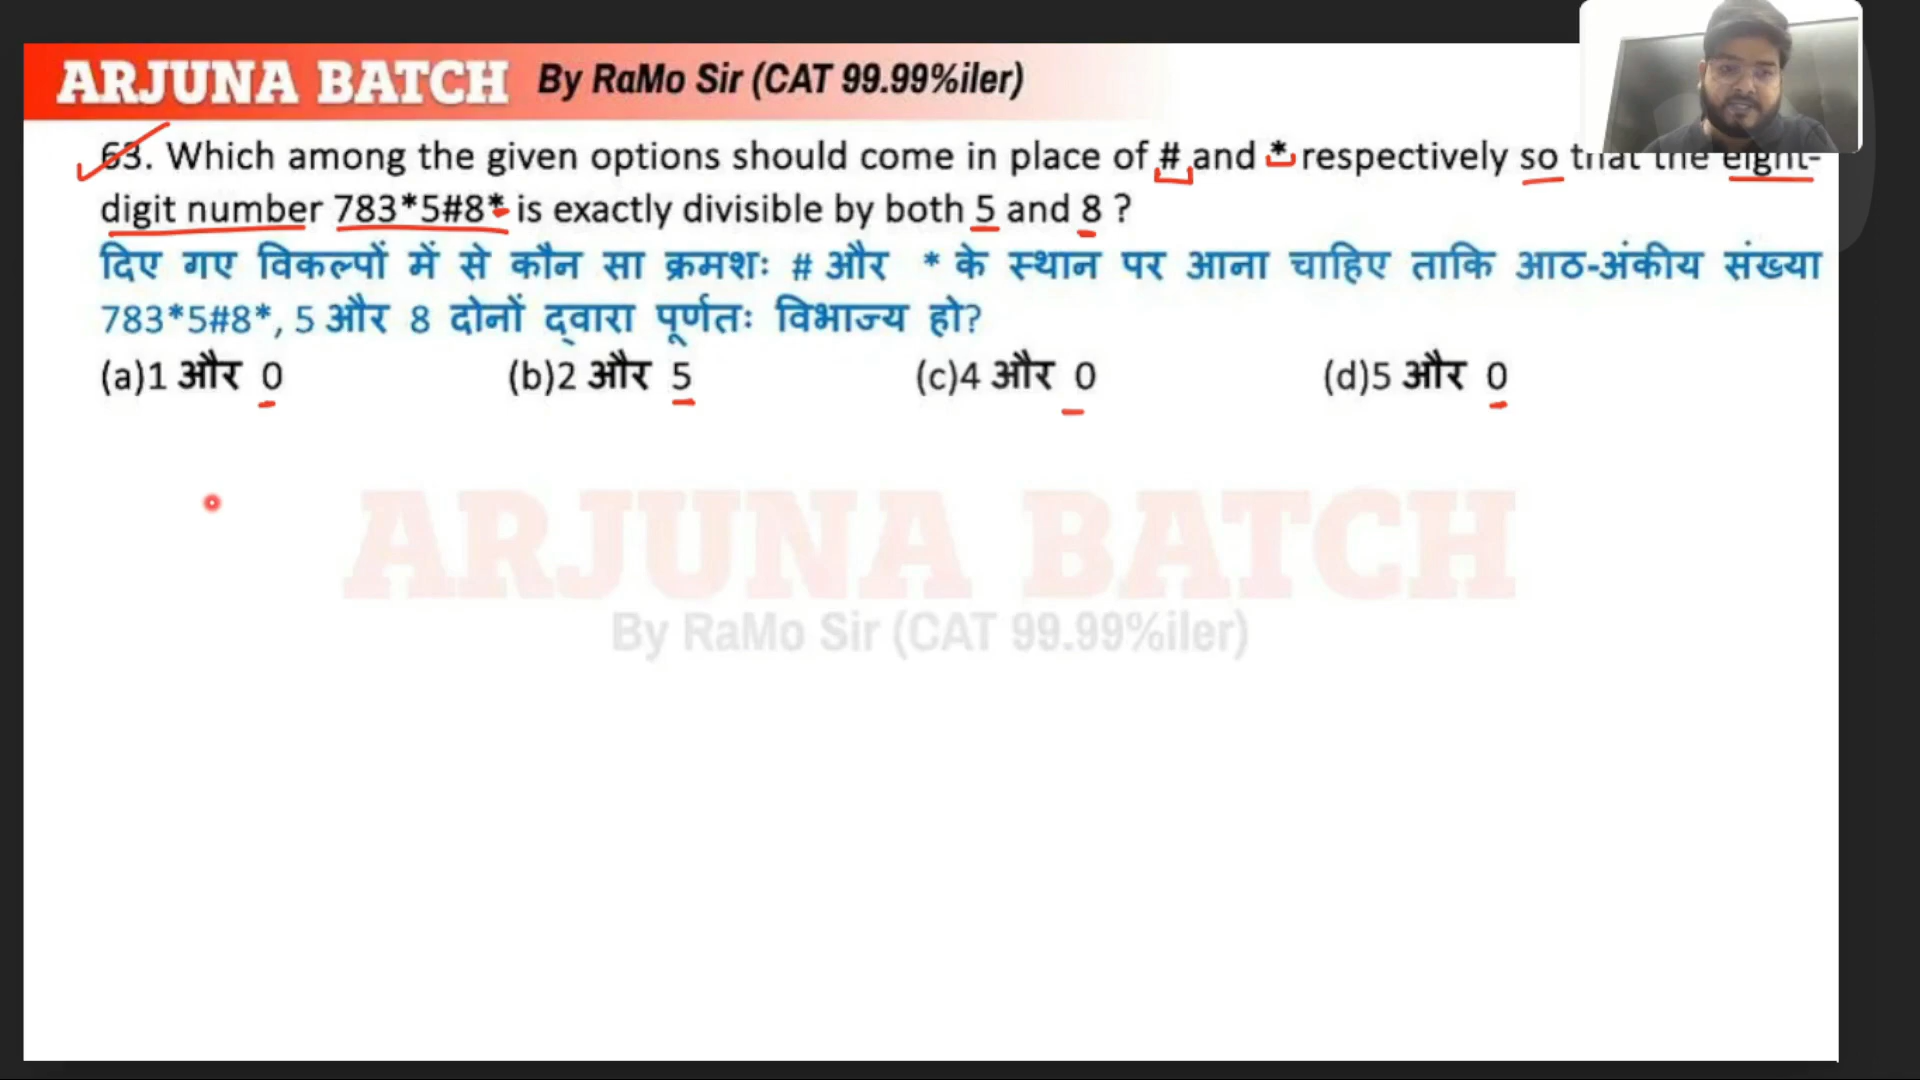 ARJUNA BATCH By RaMo Sir (CAT 99.99%iler)
63. Which among the given options should come in place of # and * respectively so that the eight-
digit number 783*5#8* is exactly divisible by both 5 and 8 ?
दिए गए विकल्पों में से कौन सा क्रमशः # और * के स्थान पर आना चाहिए ताकि आठ-अंकीय संख्या
783*5#8*, 5 और 8 दोनों द्वारा पूर्णतः विभाज्य हो?
(a)1 और 0 (b)2 और 5 (c)4 और 0 (d)5 और 0
ARJUNA BATCH
By RaMo Sir (CAT 99.99%iler)